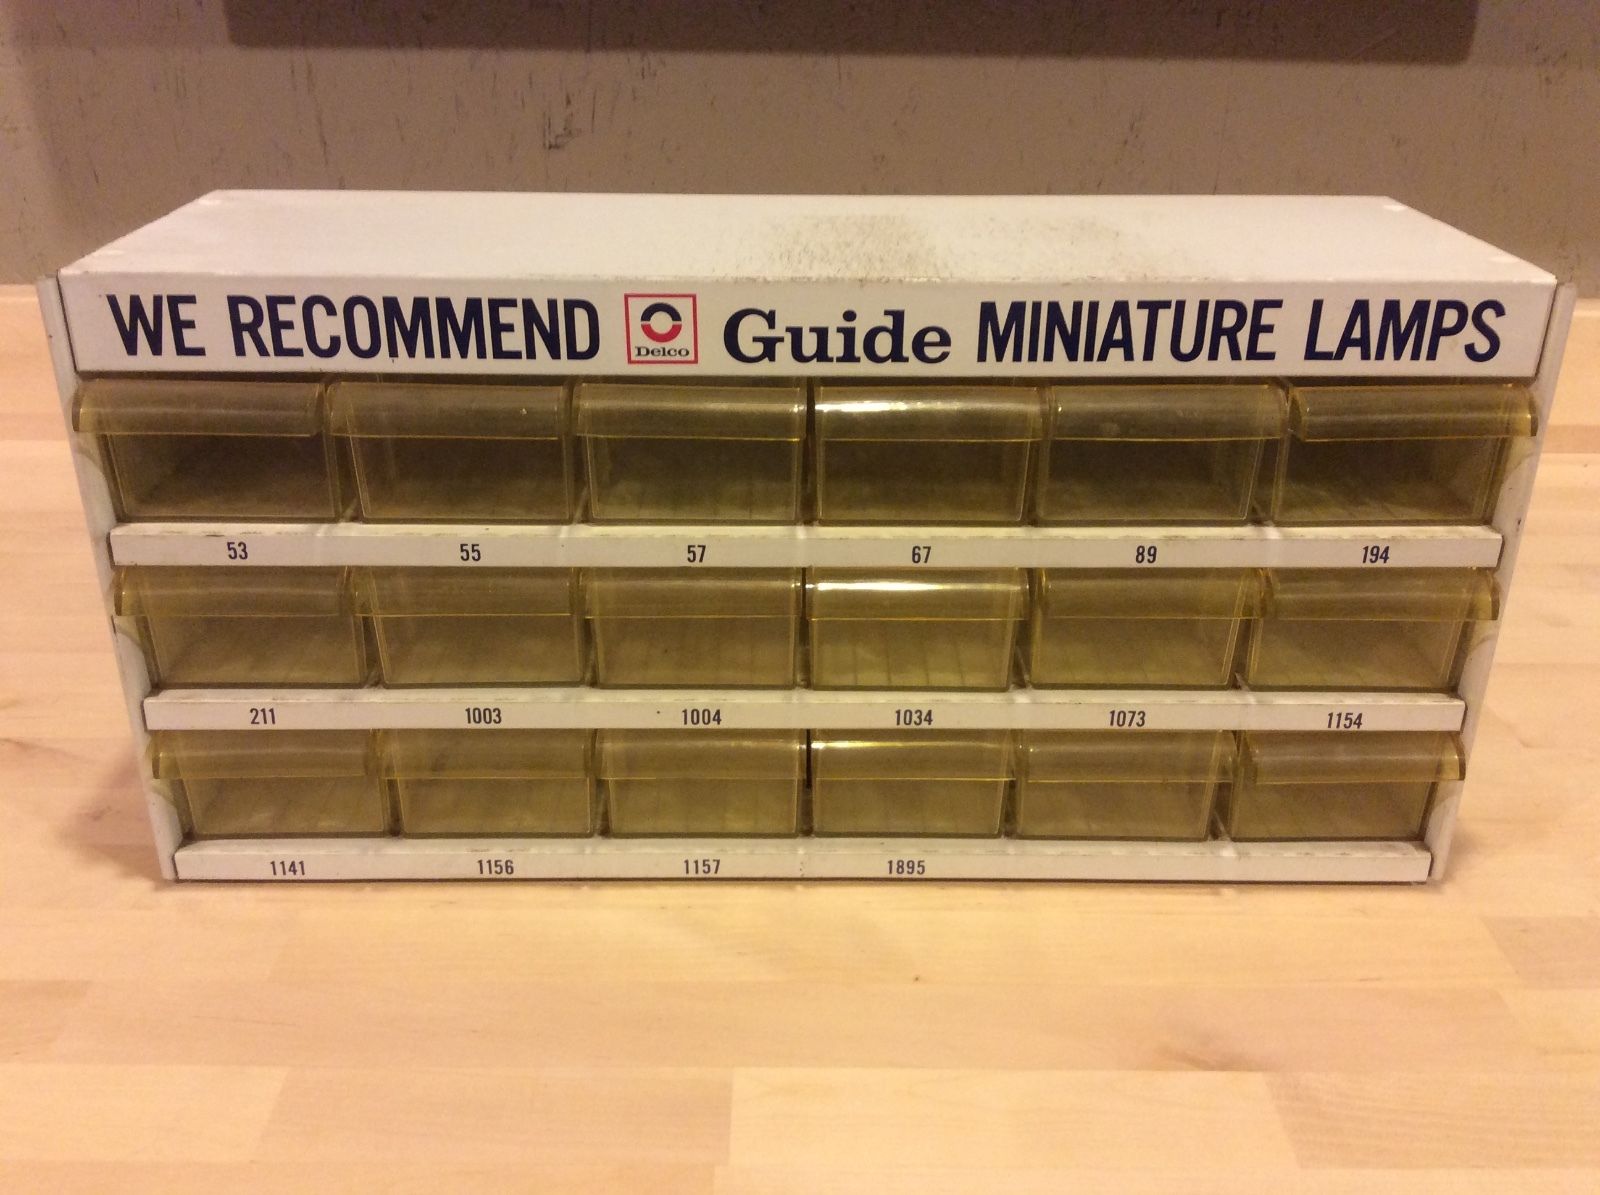 WE RECOMMEND Delco Guide MINIATURE LAMPS
53 55 57 67 89 194
211 1003 1004 1034 1073 1154
1141 1156 1157 1895